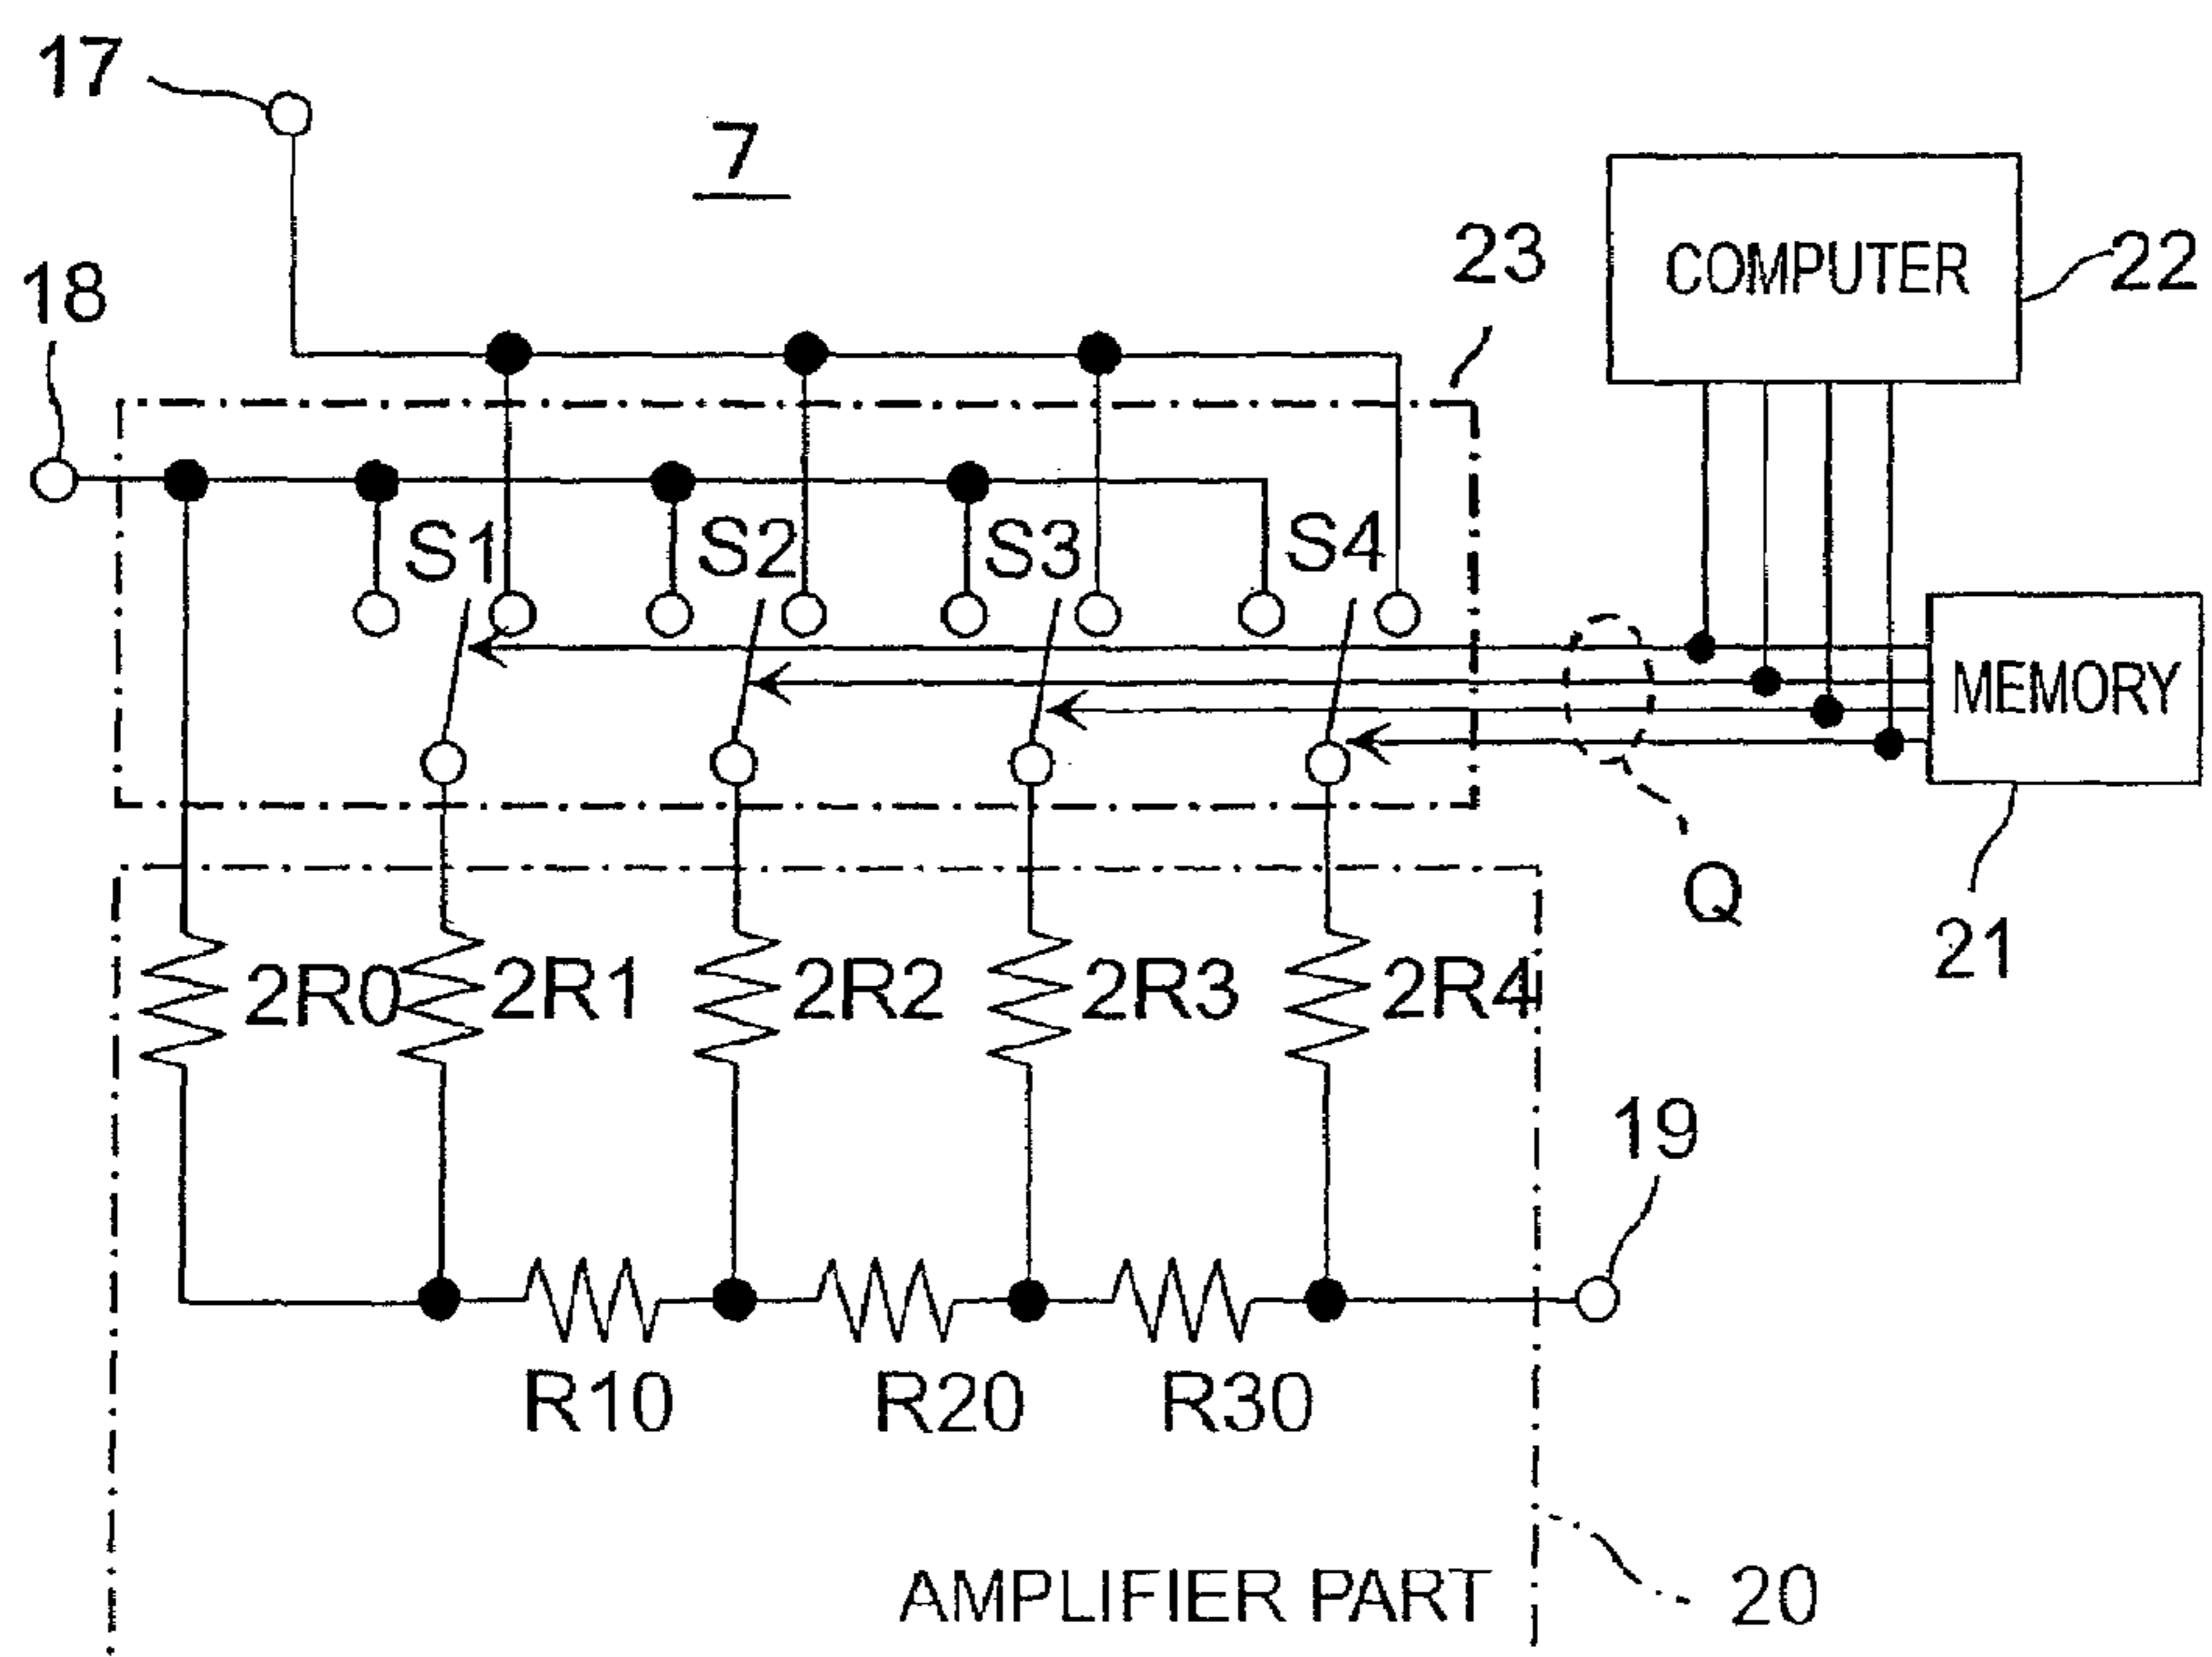 17
7
COMPUTER
22
23
18
S1
S2
S3
S4
MEMORY
21
Q
2R0
2R1
2R2
2R3
2R4
19
R10
R20
R30
AMPLIFIER PART
20